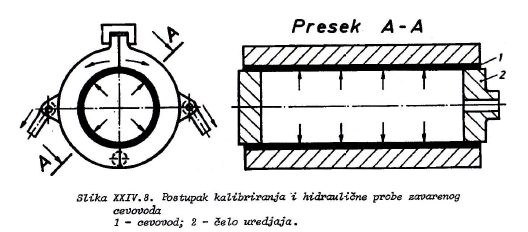 Presek A-A
A
A
1
2
Slika XXIV.8. Postupak kalibriranja i hidraulične probe zavarenog
cevovoda
1 - cevovod; 2 - čelo uredjaja.